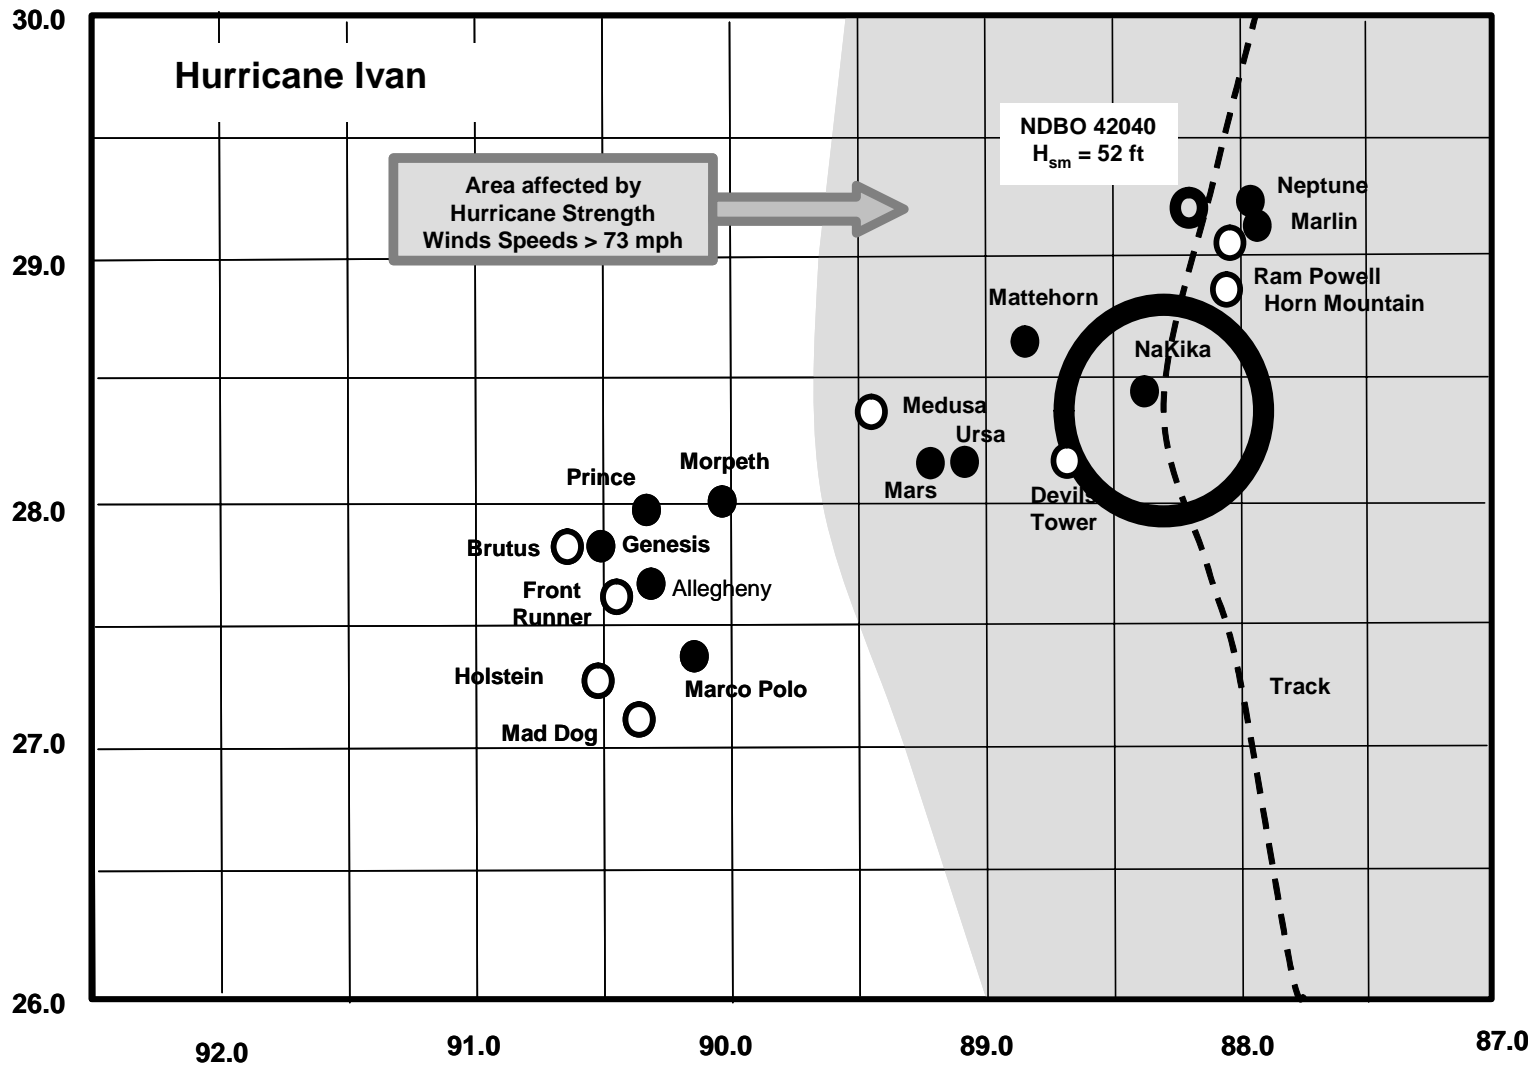 30.0
Hurricane Ivan
NDBO 42040
Hsm = 52 ft
Area affected by
Hurricane Strength
Winds Speeds > 73 mph
Neptune
Marlin
29.0
Ram Powell
Horn Mountain
Mattehorn
NaKika
Medusa
Ursa
Morpeth
Prince
Mars
Devils
Tower
28.0
Brutus
Genesis
Front
Runner
Allegheny
Holstein
Marco Polo
Track
Mad Dog
27.0
26.0
92.0
91.0
90.0
89.0
88.0
87.0